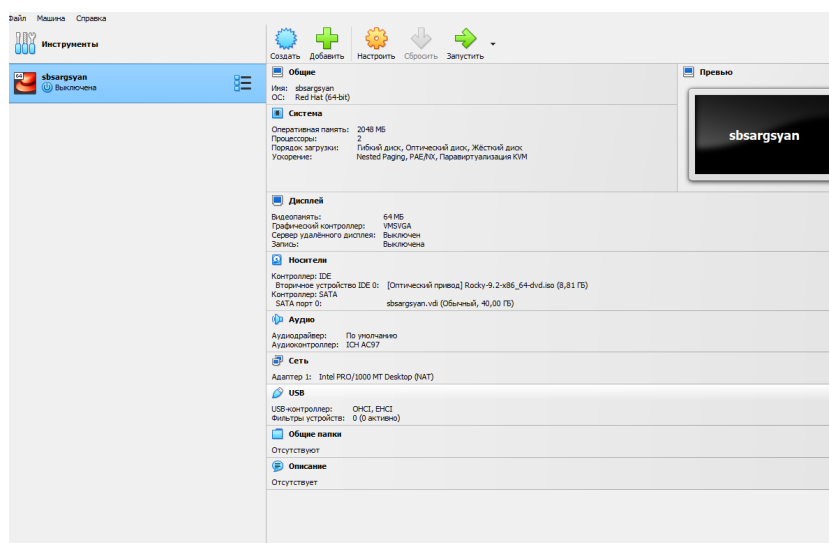 Файл Машина Справка
Инструменты
Создать Добавить Настроить Сбросить Запустить
64
sbsargsyan
Выключена
Общие
Имя: sbsargsyan
ОС: Red Hat (64-bit)
Превью
sbsargsyan
Система
Оперативная память: 2048 МБ
Процессоры: 2
Порядок загрузки: Гибкий диск, Оптический диск, Жёсткий диск
Ускорение: Nested Paging, PAE/NX, Паравиртуализация KVM
Дисплей
Видеопамять: 64 МБ
Графический контроллер: VMSVGA
Сервер удалённого дисплея: Выключен
Запись: Выключена
Носители
Контроллер: IDE
Вторичное устройство IDE 0: [Оптический привод] Rocky-9.2-x86_64-dvd.iso (8,81 ГБ)
Контроллер: SATA
SATA порт 0: sbsargsyan.vdi (Обычный, 40,00 ГБ)
Аудио
Аудиодрайвер: По умолчанию
Аудиоконтроллер: ICH AC97
Сеть
Адаптер 1: Intel PRO/1000 MT Desktop (NAT)
USB
USB-контроллер: OHCI, EHCI
Фильтры устройств: 0 (0 активно)
Общие папки
Отсутствуют
Описание
Отсутствует